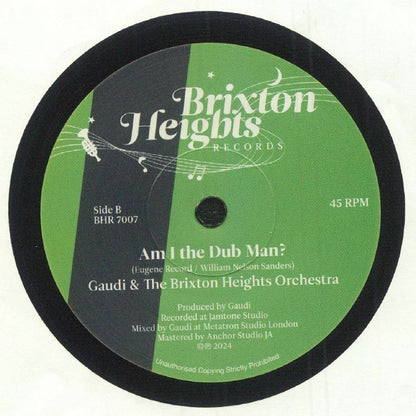 Brixton
Heights
RECORDS
Side B
BHR 7007
45 RPM
Am I the Dub Man?
(Eugene Record / William Nelson Sanders)
Gaudi & The Brixton Heights Orchestra
Produced by Gaudi
Recorded at Jamtone Studio
Mixed by Gaudi at Metatron Studio London
Mastered by Anchor Studio JA
©℗ 2024
Unauthorised Copying Strictly Prohibited